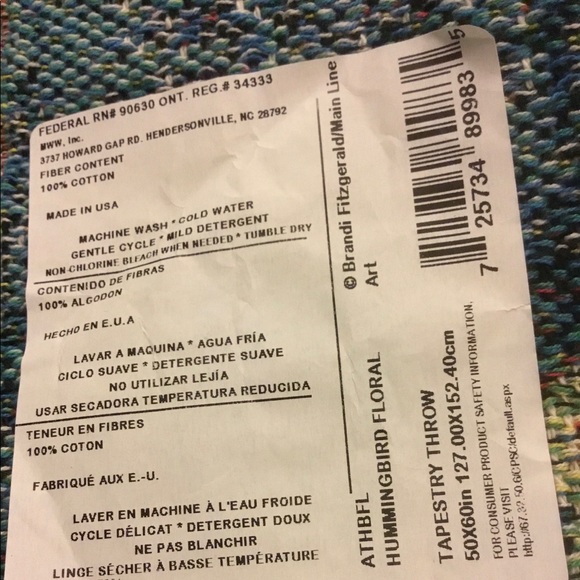 FEDERAL RN# 90630 ONT. REG.# 34333
MWW, Inc.
3737 HOWARD GAP RD. HENDERSONVILLE, NC 28792
FIBER CONTENT
100% COTTON
MADE IN USA
MACHINE WASH * COLD WATER
GENTLE CYCLE * MILD DETERGENT
NON-CHLORINE BLEACH WHEN NEEDED * TUMBLE DRY
CONTENIDO DE FIBRAS
100% ALGODON
HECHO EN E.U.A
LAVAR A MAQUINA * AGUA FRÍA
CICLO SUAVE * DETERGENTE SUAVE
NO UTILIZAR LEJÍA
USAR SECADORA TEMPERATURA REDUCIDA
TENEUR EN FIBRES
100% COTON
FABRIQUÉ AUX E.-U.
LAVER EN MACHINE À L'EAU FROIDE
CYCLE DÉLICAT * DETERGENT DOUX
NE PAS BLANCHIR
LINGE SÉCHER À BASSE TEMPÉRATURE
© Brandi Fitzgerald/Main Line
Art
ATHBFL
HUMMINGBIRD FLORAL
7 25734 89983 5
TAPESTRY THROW
50X60in 127.00X152.40cm
FOR CONSUMER PRODUCT SAFETY INFORMATION,
PLEASE VISIT